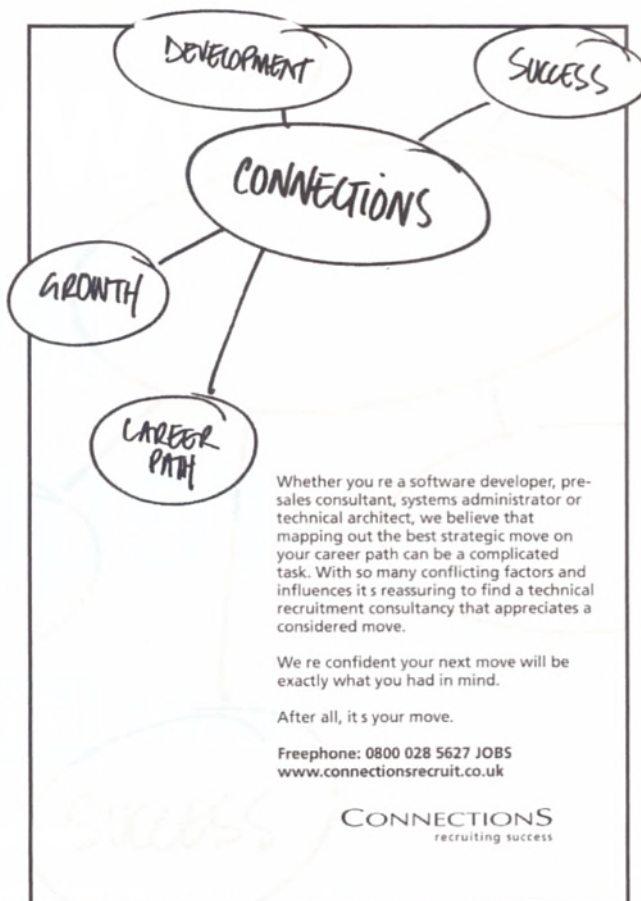 DEVELOPMENT
SUCCESS
CONNECTIONS
GROWTH
CAREER
PATH
Whether you re a software developer, pre-
sales consultant, systems administrator or
technical architect, we believe that
mapping out the best strategic move on
your career path can be a complicated
task. With so many conflicting factors and
influences it s reassuring to find a technical
recruitment consultancy that appreciates a
considered move.
We re confident your next move will be
exactly what you had in mind.
After all, it s your move.
Freephone: 0800 028 5627 JOBS
www.connectionsrecruit.co.uk
SUCCESS
CONNECTIONS
recruiting success